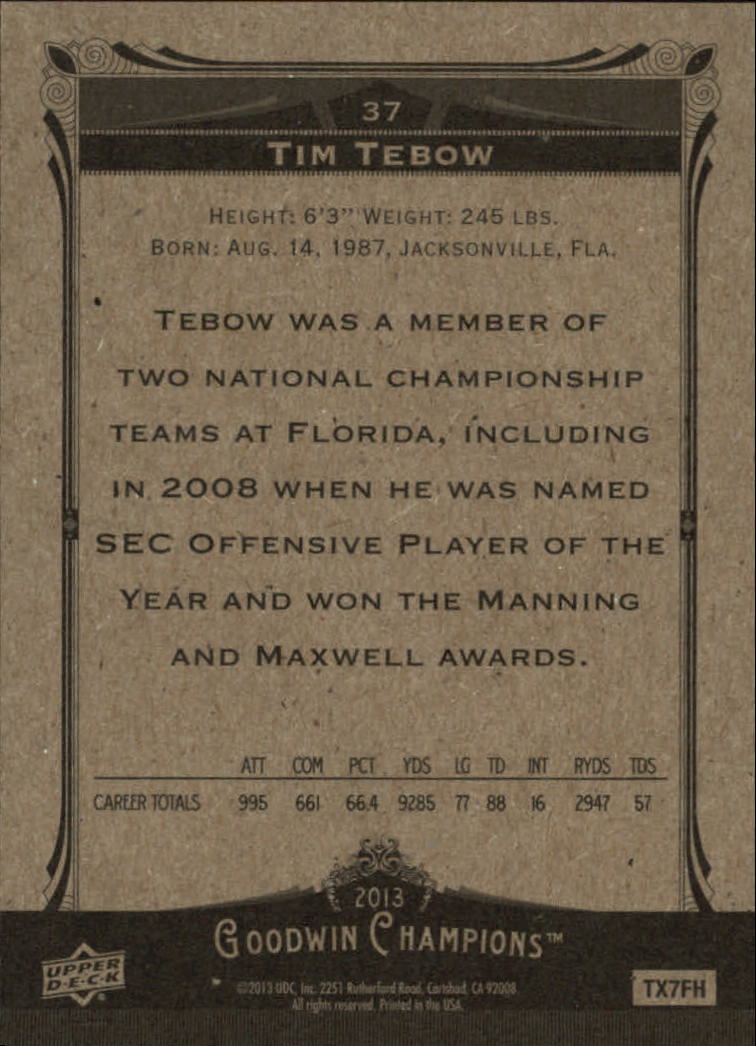 37
TIM TEBOW
HEIGHT: 6'3" WEIGHT: 245 LBS.
BORN: AUG. 14, 1987, JACKSONVILLE, FLA.
TEBOW WAS A MEMBER OF
TWO NATIONAL CHAMPIONSHIP
TEAMS AT FLORIDA, INCLUDING
IN 2008 WHEN HE WAS NAMED
SEC OFFENSIVE PLAYER OF THE
YEAR AND WON THE MANNING
AND MAXWELL AWARDS.
ATT COM PCT YDS LG TD INT RYDS TDS
CAREER TOTALS 995 661 66.4 9285 77 88 16 2947 57
2013
GOODWIN CHAMPIONS™
UPPER
D·E·C·K
©2013 UDC, Inc. 2251 Rutherford Road, Carlsbad, CA 92008
All rights reserved. Printed in the USA.
TX7FH